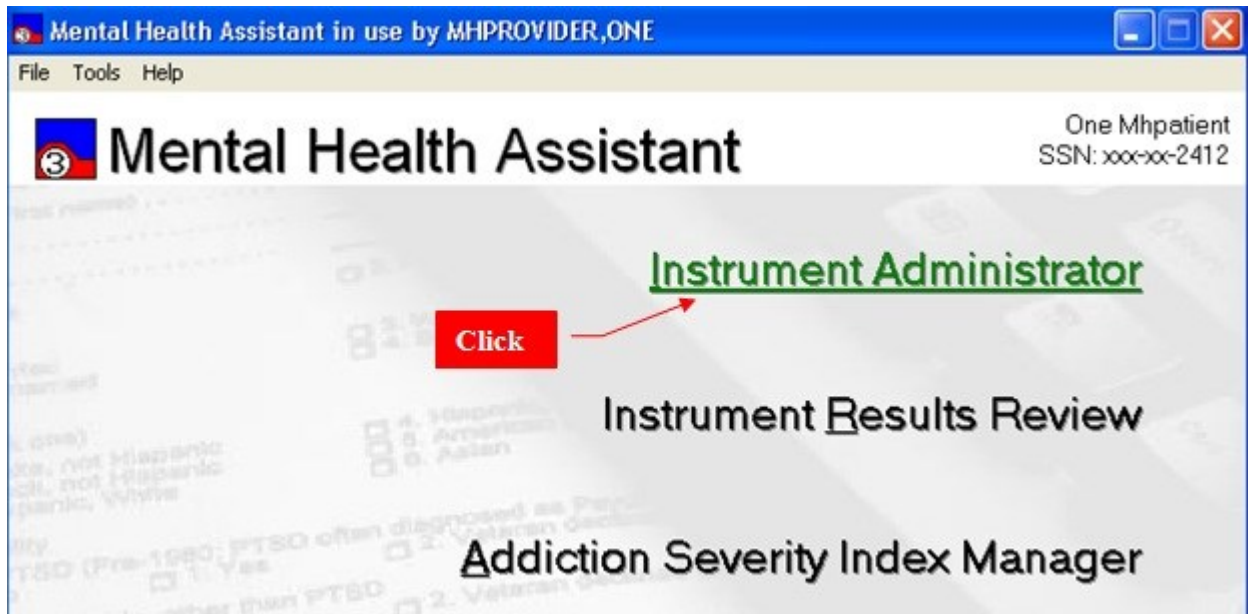 Mental Health Assistant in use by MHPROVIDER,ONE
File Tools Help
3 Mental Health Assistant
One Mhpatient
SSN: xxx-xx-2412
Instrument Administrator
Click
Instrument Results Review
Addiction Severity Index Manager